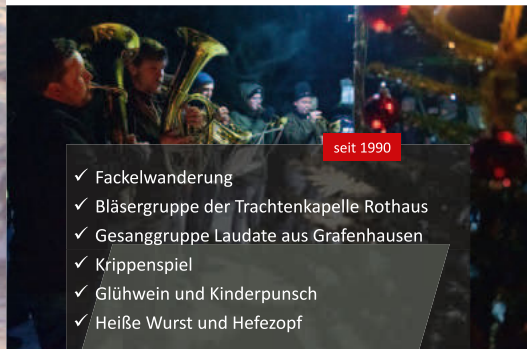 seit 1990
✓ Fackelwanderung
✓ Bläsergruppe der Trachtenkapelle Rothaus
✓ Gesanggruppe Laudate aus Grafenhausen
✓ Krippenspiel
✓ Glühwein und Kinderpunsch
✓ Heiße Wurst und Hefezopf